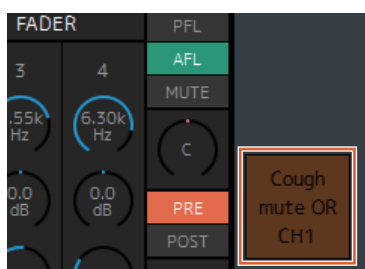 FADER
PFL
AFL
MUTE
3
4
.55k
Hz
6.30k
Hz
C
0.0
dB
0.0
dB
PRE
POST
Cough
mute OR
CH1